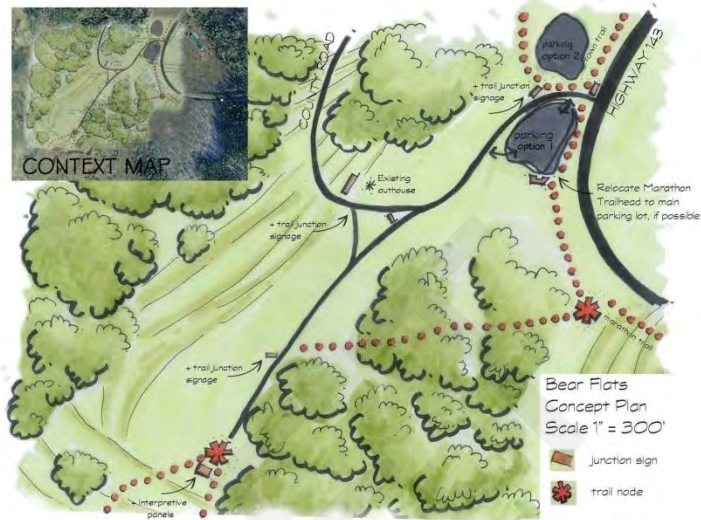 CONTEXT MAP
COUNTY ROAD
parking
option 2
town trail
HIGHWAY 143
+ trail junction
signage
parking
option 1
Existing
outhouse
Relocate Marathon
Trailhead to main
parking lot, if possible
+ trail junction
signage
marathon trail
+ trail junction
signage
+ Interpretive
panels
Bear Flats
Concept Plan
Scale 1" = 300'
junction sign
trail node